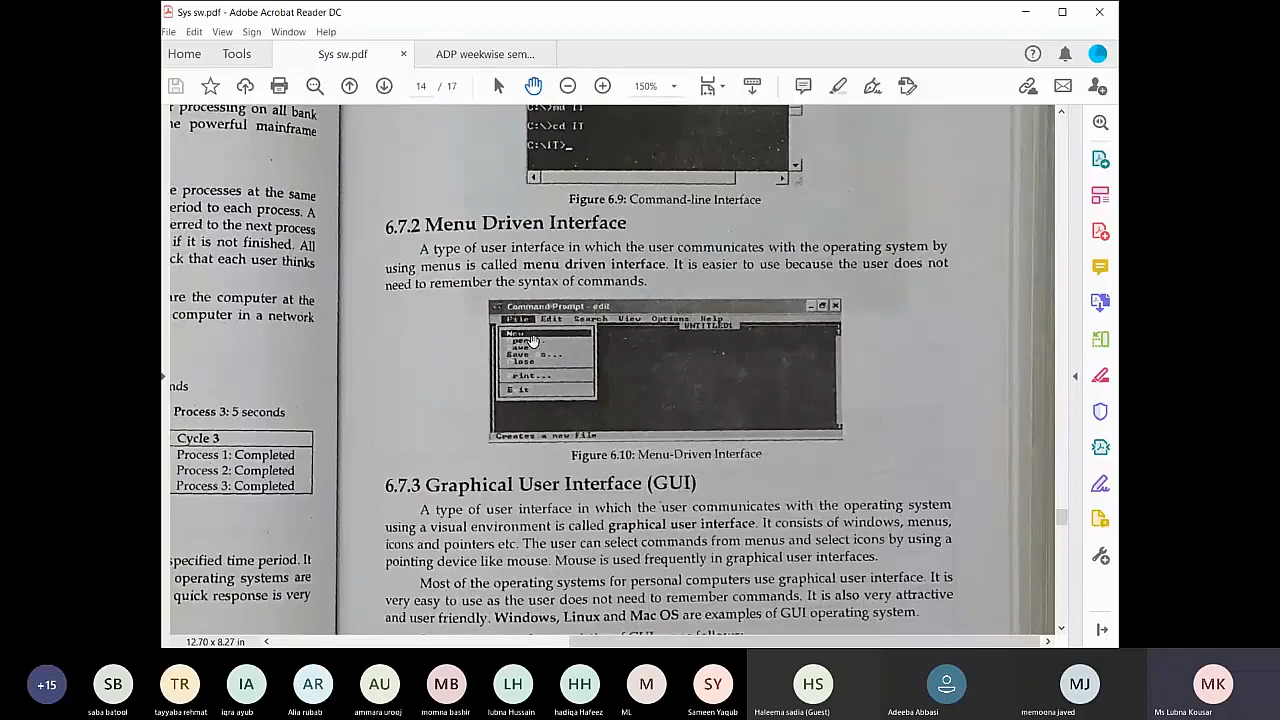 Sys sw.pdf - Adobe Acrobat Reader DC
File Edit View Sign Window Help
Home Tools Sys sw.pdf × ADP weekwise sem...
14 / 17 150%
r processing on all bank
ne powerful mainframe
e processes at the same
eriod to each process. A
erred to the next process
if it is not finished. All
ck that each user thinks
are the computer at the
computer in a network
nds
Process 3: 5 seconds
Cycle 3
Process 1: Completed
Process 2: Completed
Process 3: Completed
specified time period. It
operating systems are
quick response is very
C:\>md IT
C:\>cd IT
C:\IT>_
Figure 6.9: Command-line Interface
6.7.2 Menu Driven Interface
A type of user interface in which the user communicates with the operating system by
using menus is called menu driven interface. It is easier to use because the user does not
need to remember the syntax of commands.
Command Prompt - edit
File Edit Search View Options Help
UNTITLED1
New
Creates a new file
Figure 6.10: Menu-Driven Interface
6.7.3 Graphical User Interface (GUI)
A type of user interface in which the user communicates with the operating system
using a visual environment is called graphical user interface. It consists of windows, menus,
icons and pointers etc. The user can select commands from menus and select icons by using a
pointing device like mouse. Mouse is used frequently in graphical user interfaces.
Most of the operating systems for personal computers use graphical user interface. It is
very easy to use as the user does not need to remember commands. It is also very attractive
and user friendly. Windows, Linux and Mac OS are examples of GUI operating system.
12.70 x 8.27 in
+15 SB TR IA AR AU MB LH HH M SY HS MJ MK
saba batool tayyaba rehmat iqra ayub Alia rubab ammara urooj momna bashir lubna Hussain hadiqa Hafeez ML Sameen Yaqub Haleema sadia (Guest) Adeeba Abbasi memoona javed Ms Lubna Kousar